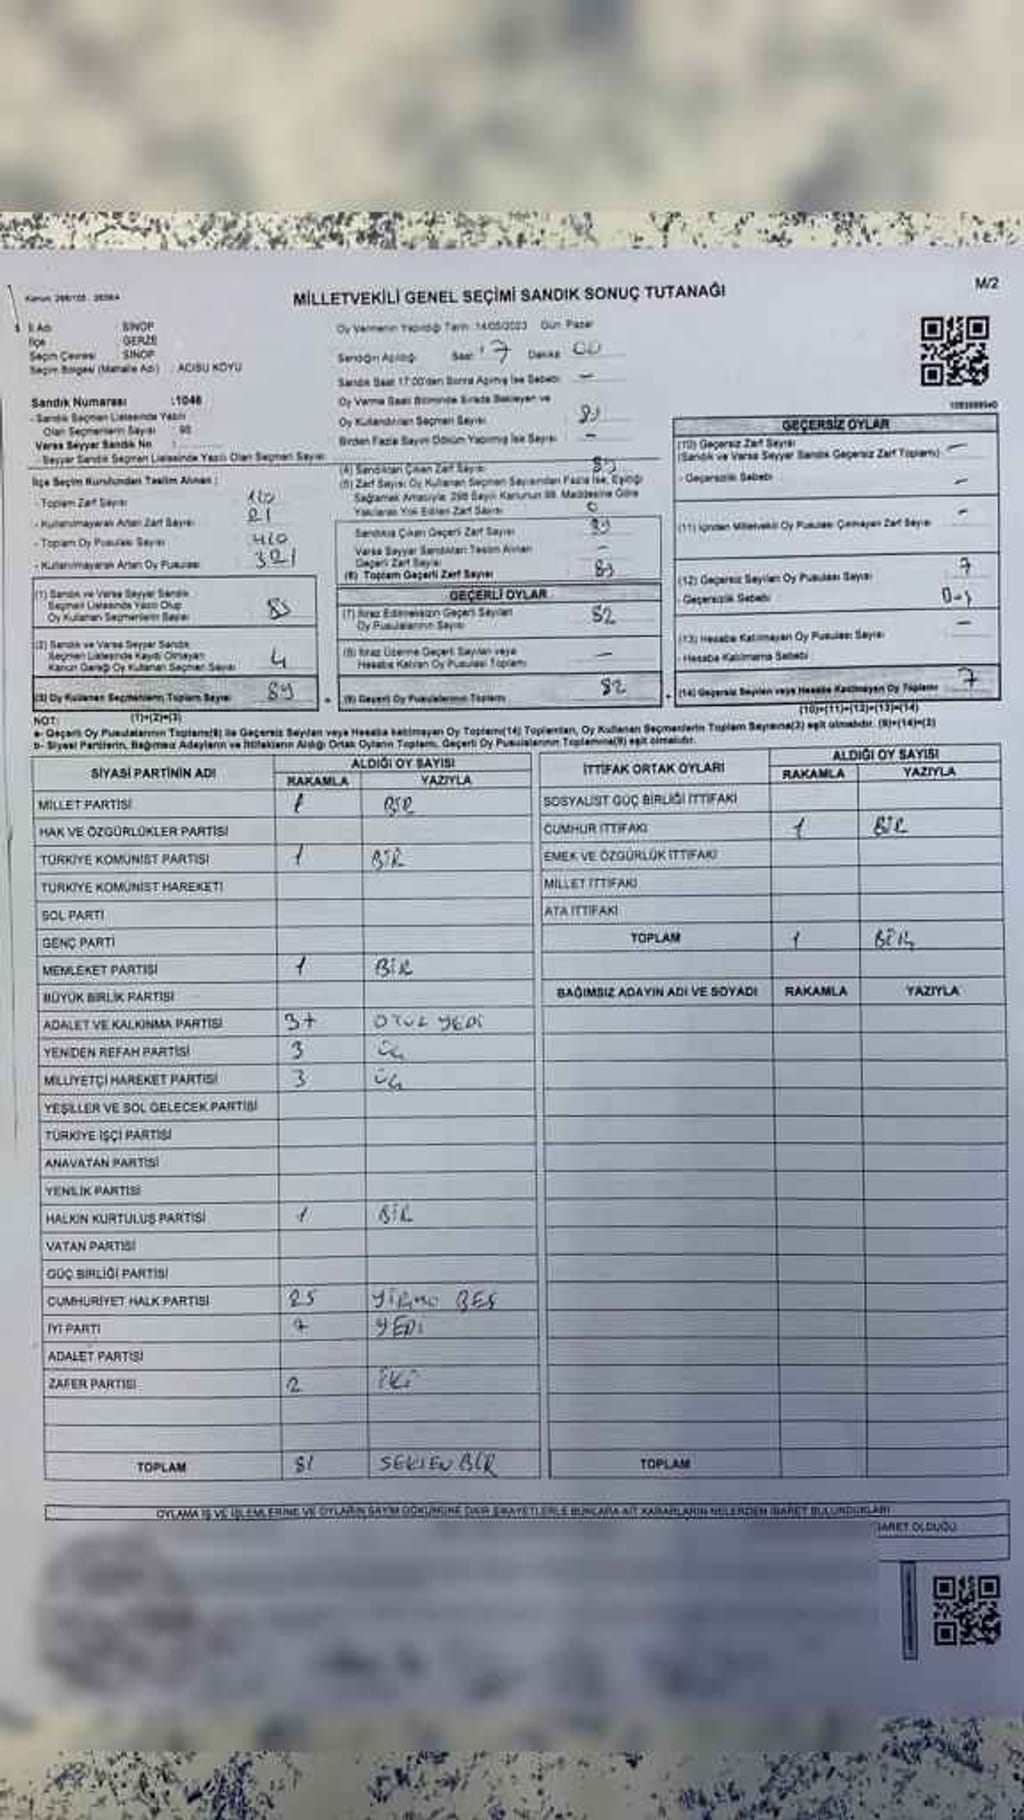 MİLLETVEKİLİ GENEL SEÇİMİ SANDIK SONUÇ TUTANAĞI
M/2
İl Adı : SİNOP
İlçe : GERZE
Seçim Çevresi : SİNOP
Seçim Bölgesi (Mahalle Adı) : ACISU KÖYÜ
Sandık Numarası : 1046
- Sandık Seçmen Listesinde Yazılı
Olan Seçmenlerin Sayısı
Varsa Seyyar Sandık No :
Seyyar Sandık Seçmen Listesinde Yazılı Olan Seçmen Sayısı
İlçe Seçim Kurulundan Teslim Alınan :
- Toplam Zarf Sayısı 110
- Kullanılmayarak Artan Zarf Sayısı 21
- Toplam Oy Pusulası Sayısı 410
- Kullanılmayarak Artan Oy Pusulası 321
(1) Sandık ve Varsa Seyyar Sandık
Seçmen Listesinde Yazılı Olup
Oy Kullanan Seçmenlerin Sayısı 85
(2) Sandık ve Varsa Seyyar Sandık
Seçmen Listesinde Kaydı Olmayan
Kanun Gereği Oy Kullanan Seçmen Sayısı 4
(3) Oy Kullanan Seçmenlerin Toplam Sayısı 89
(1)+(2)=(3)
Oy Vermenin Yapıldığı Tarih: 14/05/2023 Gün: Pazar
Sandığın Açıldığı Saat 17 Dakika 00
Sandık Saat 17:00'den Sonra Açılmış İse Sebebi: —
Oy Verme Saati Bitiminde Sırada Bekleyen ve
Oy Kullandırılan Seçmen Sayısı
Birden Fazla Sayım Döküm Yapılmış İse Sayısı —
(4) Sandıktan Çıkan Zarf Sayısı 89
(5) Zarf Sayısı Oy Kullanan Seçmen Sayısından Fazla İse, Eşitliği
Sağlamak Amacıyla; 298 Sayılı Kanunun 98. Maddesine Göre
Yakılarak Yok Edilen Zarf Sayısı 0
Sandıkta Çıkan Geçerli Zarf Sayısı 89
Varsa Seyyar Sandıktan Teslim Alınan
Geçerli Zarf Sayısı —
(6) Toplam Geçerli Zarf Sayısı 89
GEÇERLİ OYLAR
(7) İtiraz Edilmeksizin Geçerli Sayılan
Oy Pusulalarının Sayısı 82
(8) İtiraz Üzerine Geçerli Sayılan veya
Hesaba Katılan Oy Pusulası Toplamı —
(9) Geçerli Oy Pusulalarının Toplamı 82
GEÇERSİZ OYLAR
(10) Geçersiz Zarf Sayısı
(Sandık ve Varsa Seyyar Sandık Geçersiz Zarf Toplamı) —
- Geçersizlik Sebebi —
(11) İçinden Milletvekili Oy Pusulası Çıkmayan Zarf Sayısı —
(12) Geçersiz Sayılan Oy Pusulası Sayısı 7
- Geçersizlik Sebebi
(13) Hesaba Katılmayan Oy Pusulası Sayısı —
- Hesaba Katılmama Sebebi
(14) Geçersiz Sayılan veya Hesaba Katılmayan Oy Toplamı 7
(10)+(11)+(12)+(13)=(14)
NOT:
a- Geçerli Oy Pusulalarının Toplamı(9) ile Geçersiz Sayılan veya Hesaba katılmayan Oy Toplamı(14) Toplamları, Oy Kullanan Seçmenlerin Toplam Sayısına(3) eşit olmalıdır. (9)+(14)=(3)
b- Siyasi Partilerin, Bağımsız Adayların ve İttifakların Aldığı Ortak Oyların Toplamı, Geçerli Oy Pusulalarının Toplamına(9) eşit olmalıdır.
SİYASİ PARTİNİN ADI ALDIĞI OY SAYISI
RAKAMLA YAZIYLA
MİLLET PARTİSİ 1 BİR
HAK VE ÖZGÜRLÜKLER PARTİSİ
TÜRKİYE KOMÜNİST PARTİSİ 1 BİR
TÜRKİYE KOMÜNİST HAREKETİ
SOL PARTİ
GENÇ PARTİ
MEMLEKET PARTİSİ 1 BİR
BÜYÜK BİRLİK PARTİSİ
ADALET VE KALKINMA PARTİSİ 37 OTUZ YEDİ
YENİDEN REFAH PARTİSİ 3 ÜÇ
MİLLİYETÇİ HAREKET PARTİSİ 3 ÜÇ
YEŞİLLER VE SOL GELECEK PARTİSİ
TÜRKİYE İŞÇİ PARTİSİ
ANAVATAN PARTİSİ
YENİLİK PARTİSİ
HALKIN KURTULUŞ PARTİSİ 1 BİR
VATAN PARTİSİ
GÜÇ BİRLİĞİ PARTİSİ
CUMHURİYET HALK PARTİSİ 25 YİRMİ BEŞ
İYİ PARTİ 7 YEDİ
ADALET PARTİSİ
ZAFER PARTİSİ 2 İKİ
TOPLAM 81 SEKSEN BİR
İTTİFAK ORTAK OYLARI ALDIĞI OY SAYISI
RAKAMLA YAZIYLA
SOSYALİST GÜÇ BİRLİĞİ İTTİFAKI
CUMHUR İTTİFAKI 1 BİR
EMEK VE ÖZGÜRLÜK İTTİFAKI
MİLLET İTTİFAKI
ATA İTTİFAKI
TOPLAM 1 BİR
BAĞIMSIZ ADAYIN ADI VE SOYADI RAKAMLA YAZIYLA
TOPLAM
OYLAMA İŞ VE İŞLEMLERİNE VE OYLARIN SAYIM DÖKÜMÜNE DAİR ŞİKAYETLERLE BUNLARA AİT KARARLARIN NELERDEN İBARET BULUNDUKLARI
İBARET OLDUĞU